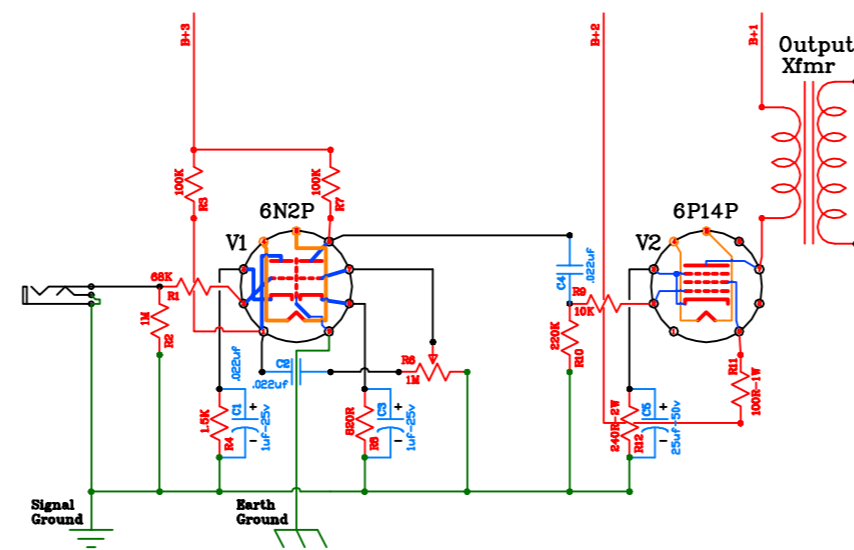 B+3
B+2
B+1
Output
Xfmr
100K
R3
100K
R7
6N2P
6P14P
V1
V2
68K
R1
1M
R2
C4
.022uf
R9
10K
220K
R10
.022uf
C2
.022uf
R6
1M
R11
100R-1W
1.5K
R4
C1
1uf-25v
+
-
820R
R5
C3
1uf-25v
+
-
240R-2W
R12
C5
25uf-50v
+
-
Signal
Ground
Earth
Ground